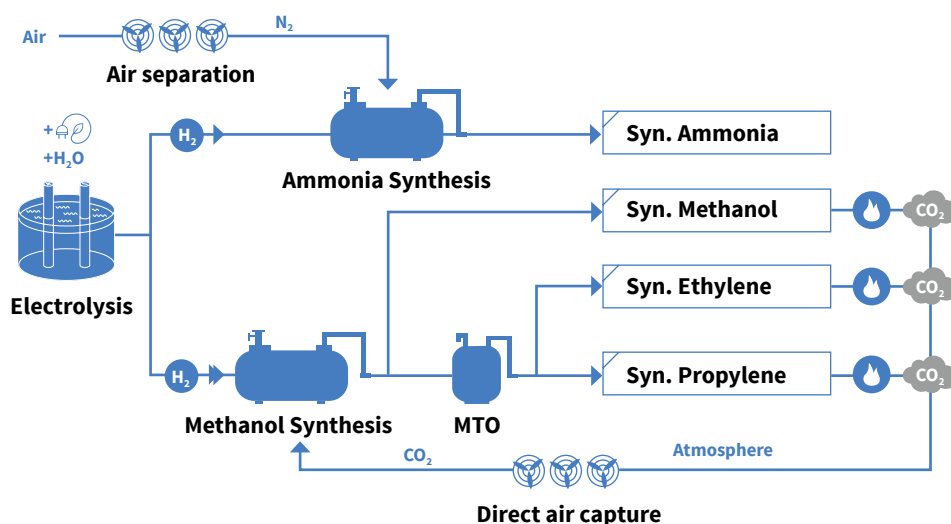 Air
N₂
Air separation
+
+H₂O
H₂
Ammonia Synthesis
Syn. Ammonia
Syn. Methanol
CO₂
Electrolysis
Syn. Ethylene
CO₂
H₂
Methanol Synthesis
MTO
Syn. Propylene
CO₂
CO₂
Atmosphere
Direct air capture